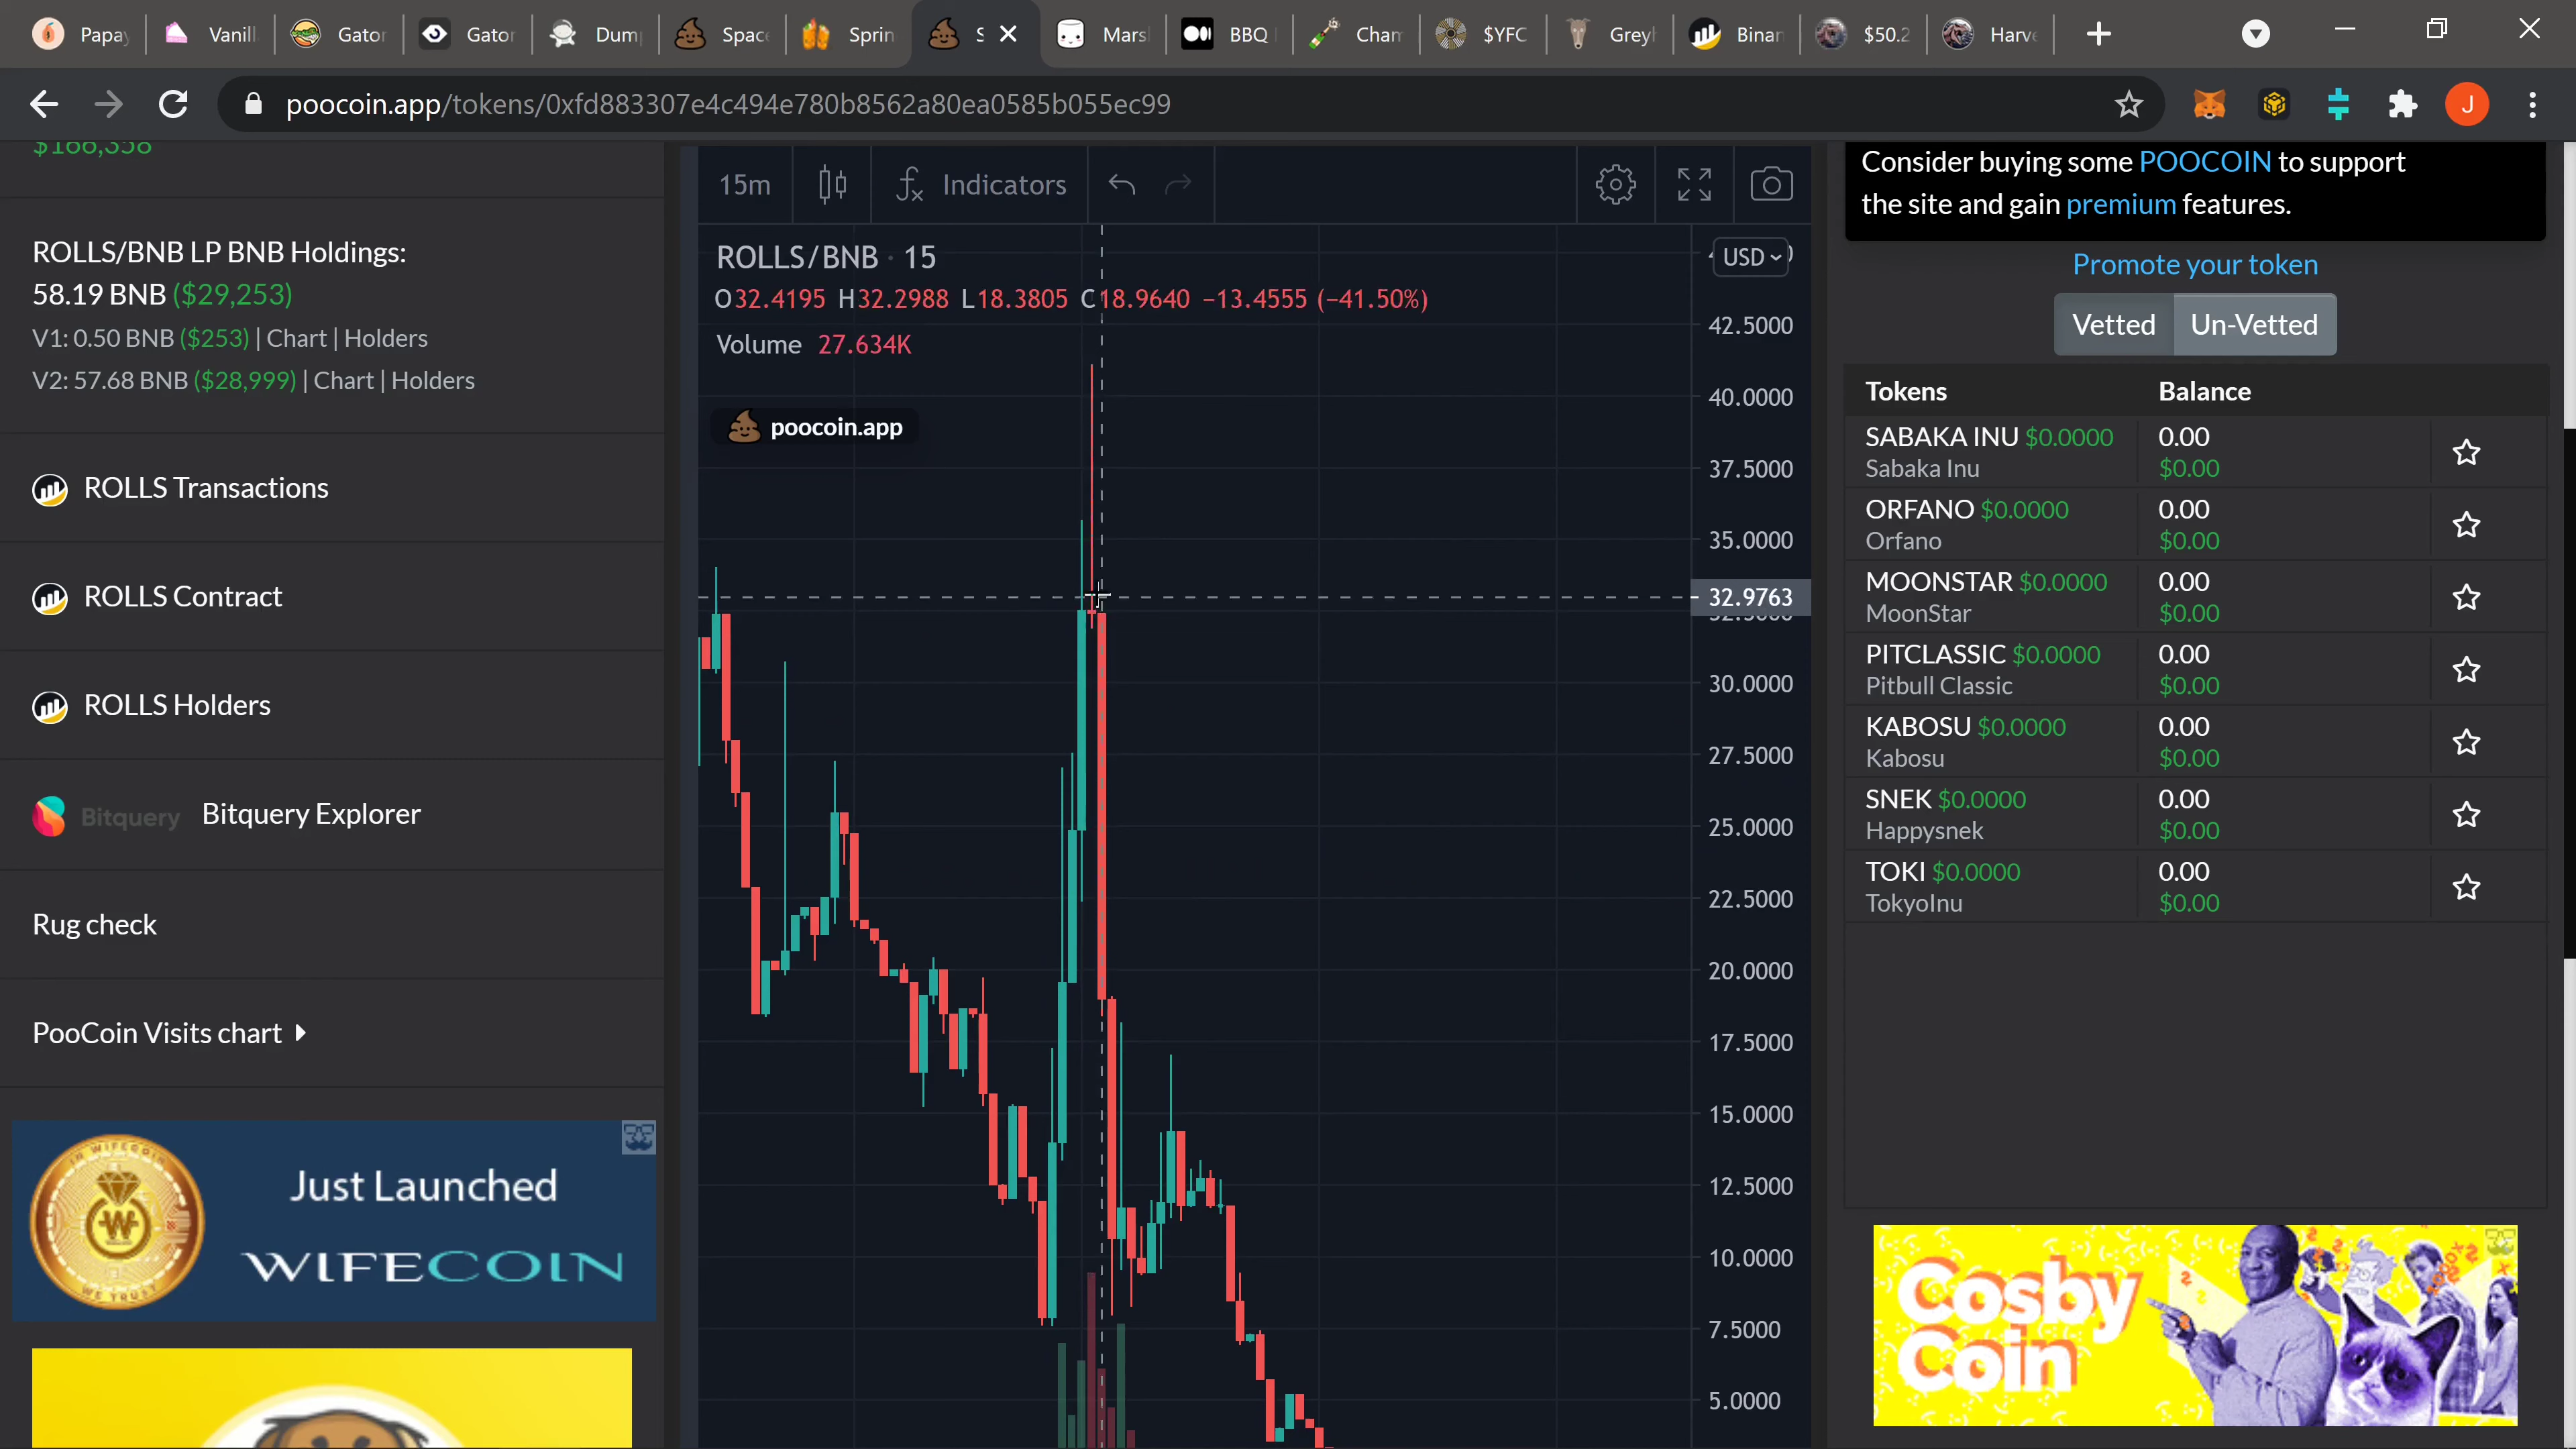 Papay
Vanill
Gator
Gator
Dum
Spac
Sprin
S
Mars
BBQ
Cham
$YFC
Greyh
Binan
$50.2
Harve
poocoin.app/tokens/0xfd883307e4c494e780b8562a80ea0585b055ec99
J
$166,358
ROLLS/BNB LP BNB Holdings:
58.19 BNB ($29,253)
V1: 0.50 BNB ($253) | Chart | Holders
V2: 57.68 BNB ($28,999) | Chart | Holders
ROLLS Transactions
ROLLS Contract
ROLLS Holders
Bitquery Bitquery Explorer
Rug check
PooCoin Visits chart
IN WIFECOIN
WE TRUST
Just Launched
WIFECOIN
15m
Indicators
ROLLS/BNB · 15
O32.4195 H32.2988 L18.3805 C18.9640 −13.4555 (−41.50%)
Volume 27.634K
poocoin.app
USD
42.5000
40.0000
37.5000
35.0000
32.9763
30.0000
27.5000
25.0000
22.5000
20.0000
17.5000
15.0000
12.5000
10.0000
7.5000
5.0000
Consider buying some POOCOIN to support
the site and gain premium features.
Promote your token
Vetted Un-Vetted
Tokens Balance
SABAKA INU $0.0000 0.00
Sabaka Inu $0.00
ORFANO $0.0000 0.00
Orfano $0.00
MOONSTAR $0.0000 0.00
MoonStar $0.00
PITCLASSIC $0.0000 0.00
Pitbull Classic $0.00
KABOSU $0.0000 0.00
Kabosu $0.00
SNEK $0.0000 0.00
Happysnek $0.00
TOKI $0.0000 0.00
TokyoInu $0.00
Cosby
Coin